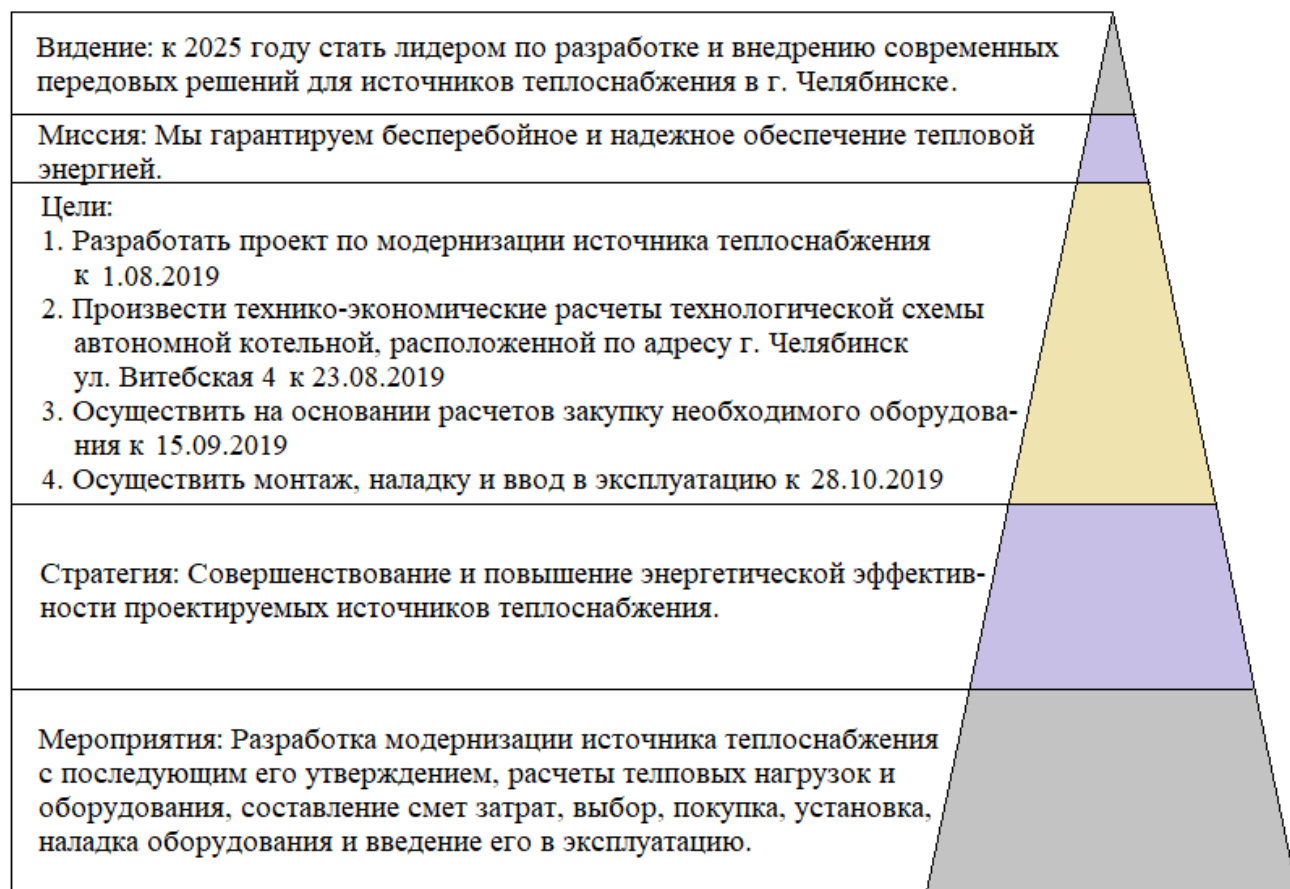 Видение: к 2025 году стать лидером по разработке и внедрению современных
передовых решений для источников теплоснабжения в г. Челябинске.
Миссия: Мы гарантируем бесперебойное и надежное обеспечение тепловой
энергией.
Цели:
1. Разработать проект по модернизации источника теплоснабжения
к 1.08.2019
2. Произвести технико-экономические расчеты технологической схемы
автономной котельной, расположенной по адресу г. Челябинск
ул. Витебская 4 к 23.08.2019
3. Осуществить на основании расчетов закупку необходимого оборудова-
ния к 15.09.2019
4. Осуществить монтаж, наладку и ввод в эксплуатацию к 28.10.2019
Стратегия: Совершенствование и повышение энергетической эффектив-
ности проектируемых источников теплоснабжения.
Мероприятия: Разработка модернизации источника теплоснабжения
с последующим его утверждением, расчеты телповых нагрузок и
оборудования, составление смет затрат, выбор, покупка, установка,
наладка оборудования и введение его в эксплуатацию.